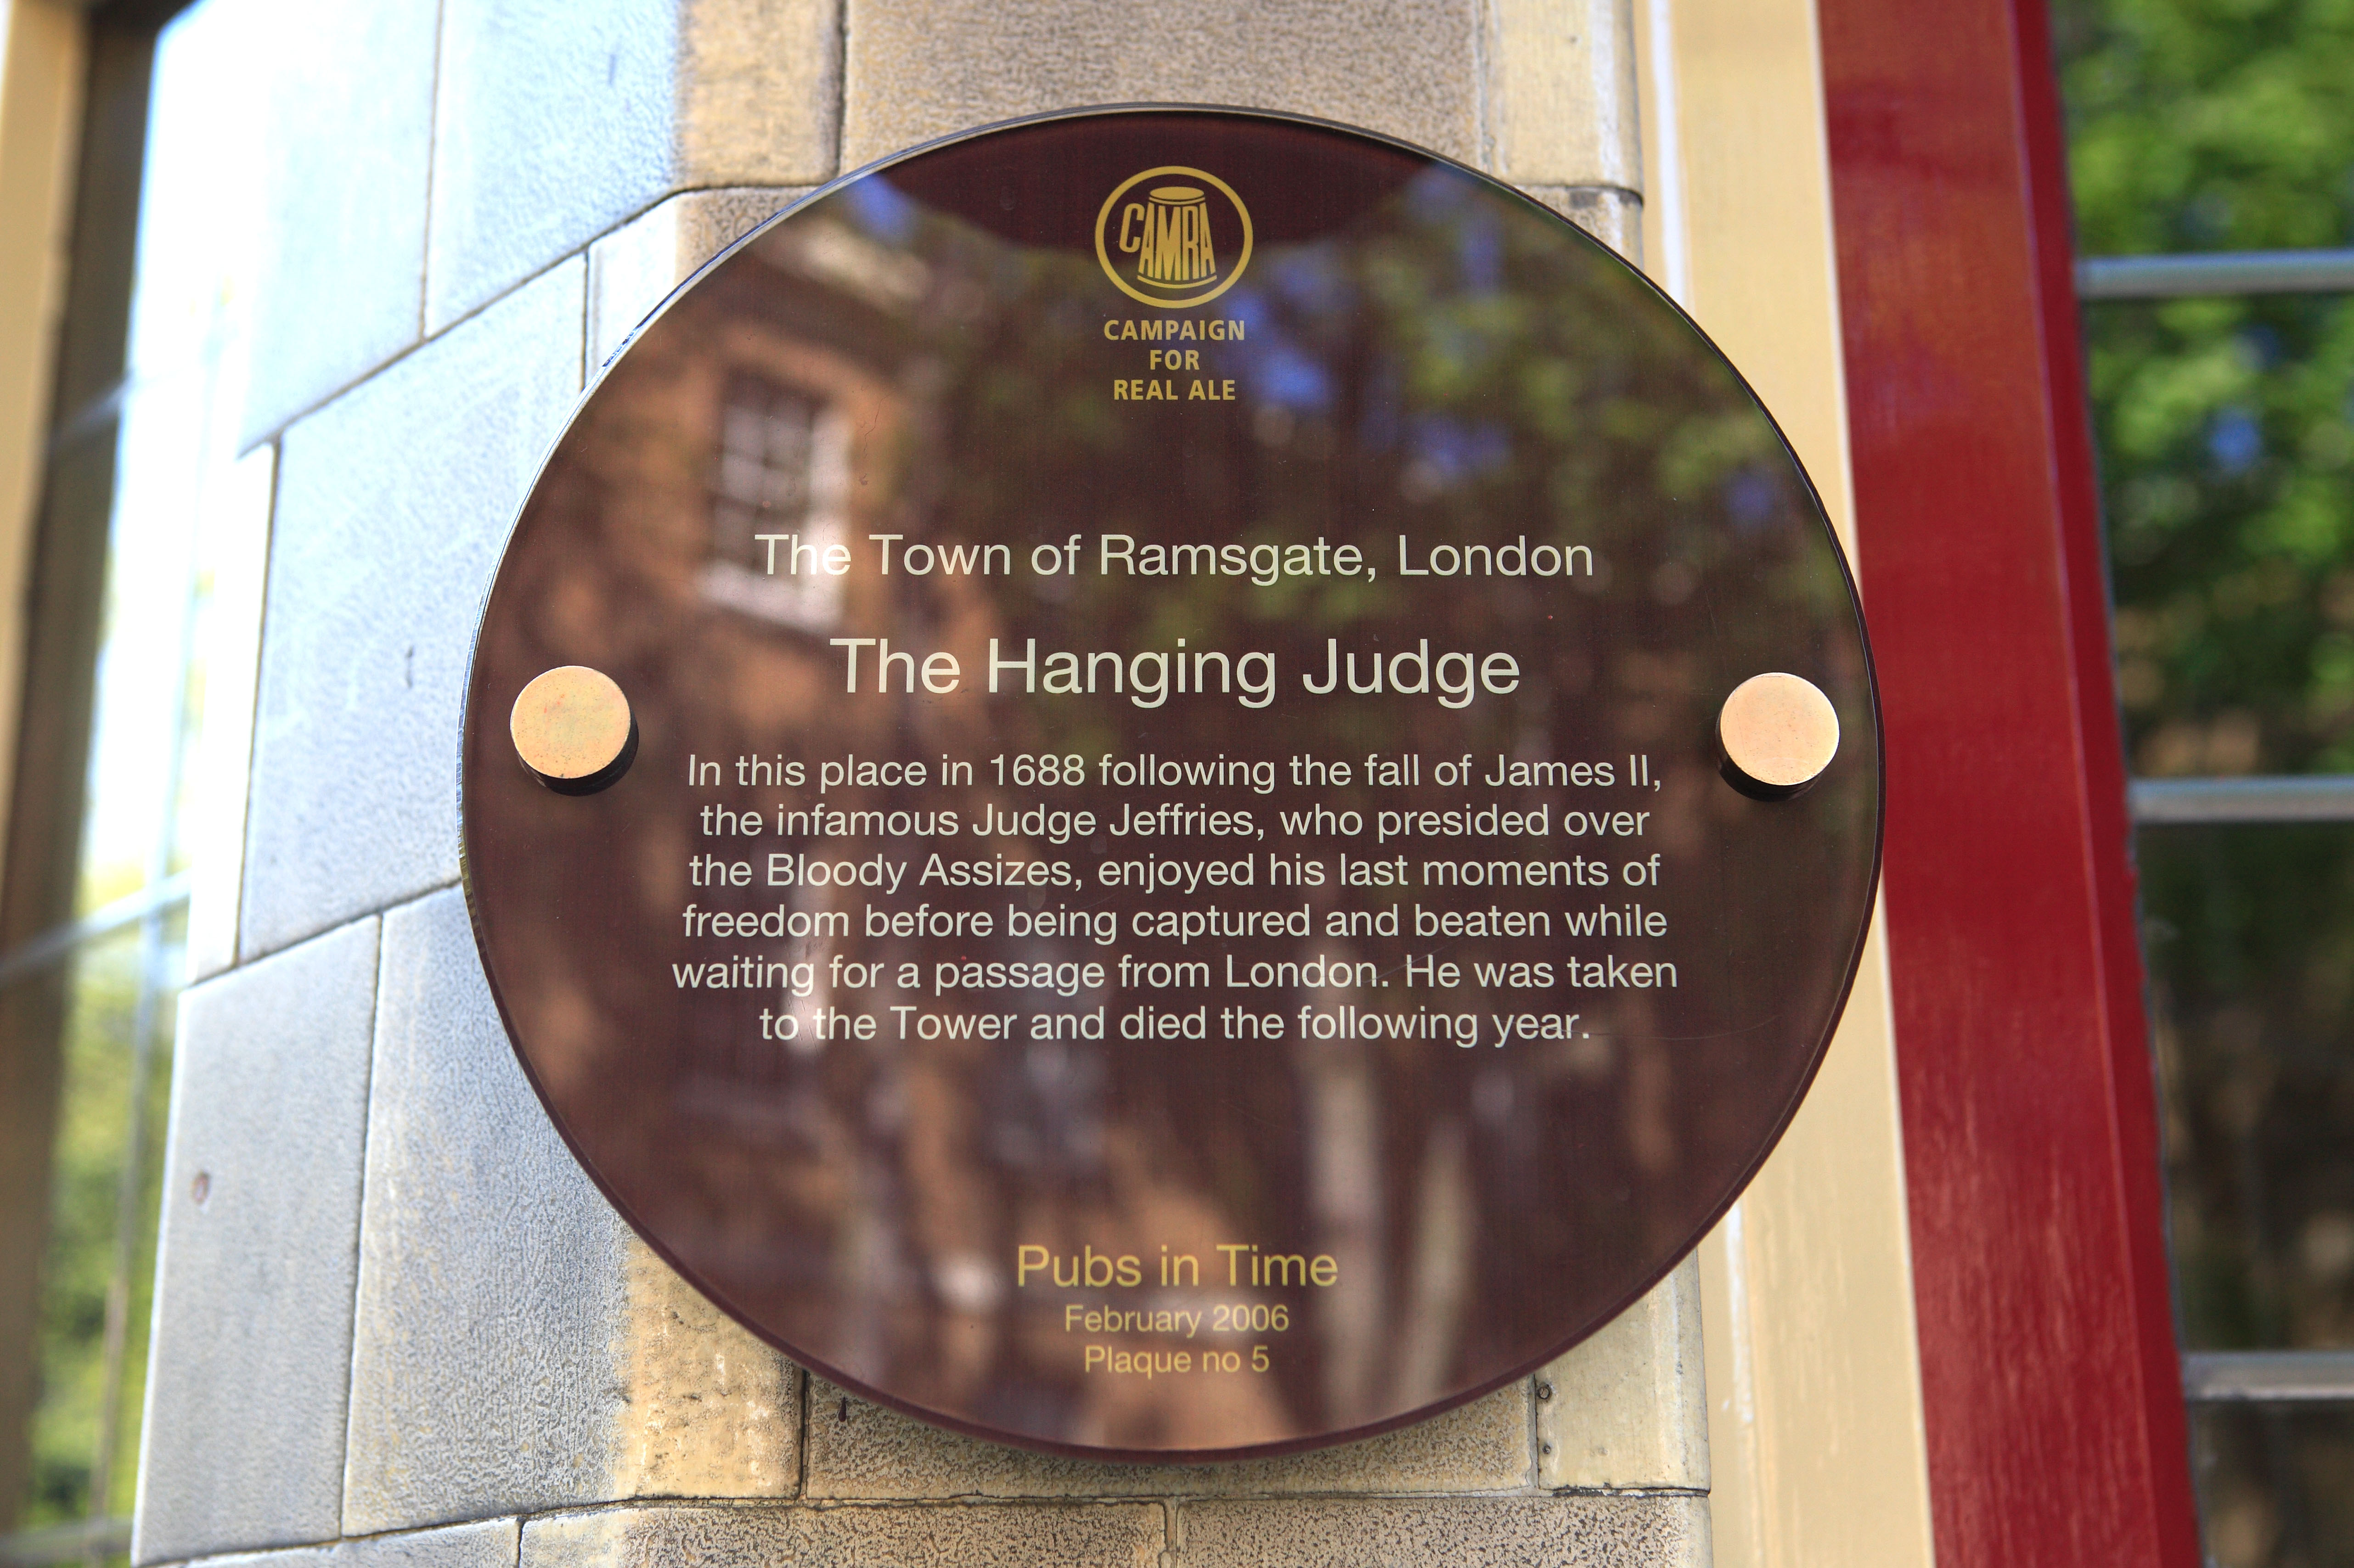 CAMRA
CAMPAIGN
FOR
REAL ALE
The Town of Ramsgate, London
The Hanging Judge
In this place in 1688 following the fall of James II,
the infamous Judge Jeffries, who presided over
the Bloody Assizes, enjoyed his last moments of
freedom before being captured and beaten while
waiting for a passage from London. He was taken
to the Tower and died the following year.
Pubs in Time
February 2006
Plaque no 5